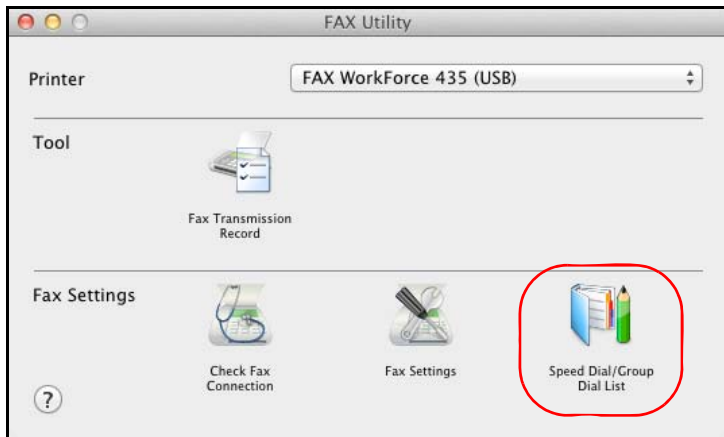 FAX Utility
Printer
FAX WorkForce 435 (USB)
Tool
Fax Transmission
Record
Fax Settings
Check Fax
Connection
Fax Settings
Speed Dial/Group
Dial List
?